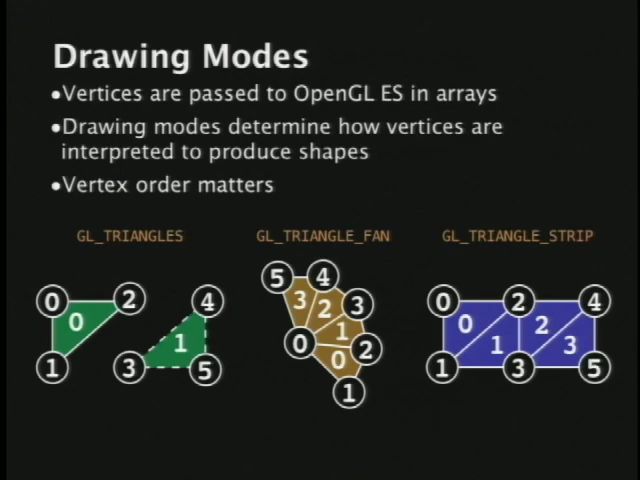 Drawing Modes
•Vertices are passed to OpenGL ES in arrays
•Drawing modes determine how vertices are
interpreted to produce shapes
•Vertex order matters
GL_TRIANGLES GL_TRIANGLE_FAN GL_TRIANGLE_STRIP
0 2 0 1 4 1 3 5
5 4 3 3 2 1 0 0 2 1
0 2 4 0 1 2 3 1 3 5